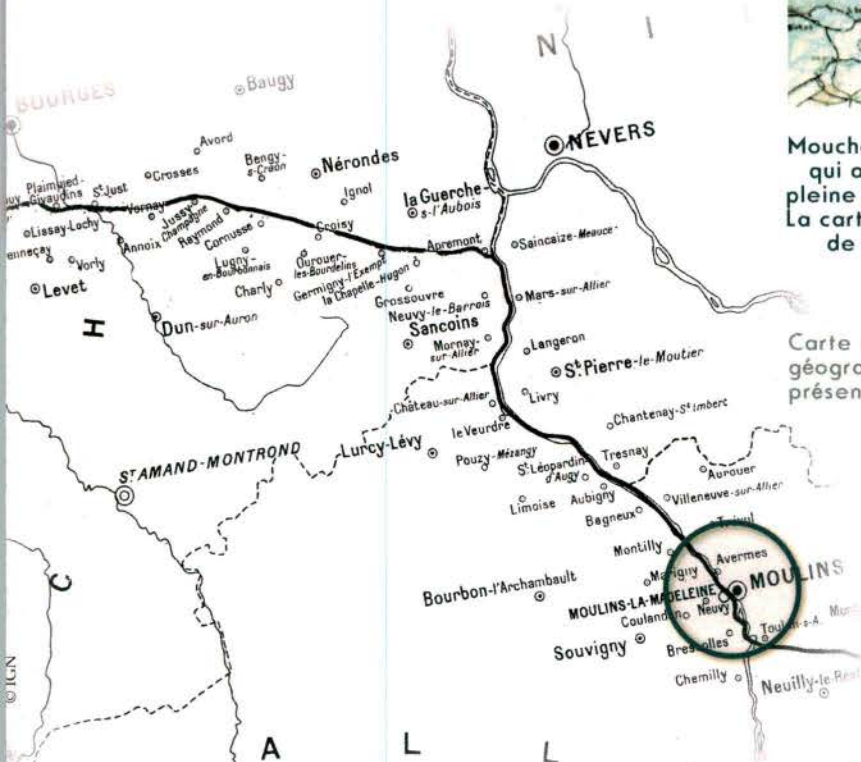 N I
BOURGES
Baugy
NEVERS
Avord
Crosses
Bengy-
s-Craon
Nérondes
Ignol
la Guerche-
s-l'Aubois
Plaimpied-
Givaudins
St Just
Vornay
Jussy-
Champagne
Raymond
Cornusse
Croisy
Lissay-Lochy
Annoix
Vorly
Levet
Lugny-
en-Bourbonnais
Ourouer-
les-Bourdelins
Germigny-l'Exempt
la Chapelle-Hugon
Apremont
Saincaize-Meauce
Charly
Grossouvre
Neuvy-le-Barrois
Mars-sur-Allier
Dun-sur-Auron
H
Sancoins
Mornay-
sur-Allier
Langeron
St Pierre-le-Moutier
Livry
Château-sur-Allier
le Veurdre
Chantenay-St Imbert
Lurcy-Lévy
Pouzy-Mézangy
ST AMAND-MONTROND
St Léopardin-
d'Augy
Tresnay
Aurouer
Limoise
Aubigny
Villeneuve-sur-Allier
Bagneux
Montilly
Avermes
Marigny
MOULINS
Bourbon-l'Archambault
MOULINS-LA-MADELEINE
Neuvy
Coulandon
Souvigny
Bressolles
Toulon-s-A.
Chemilly
C
© IGN
A L L
qui a
pleine
La cart
de
Carte
géogra
présen